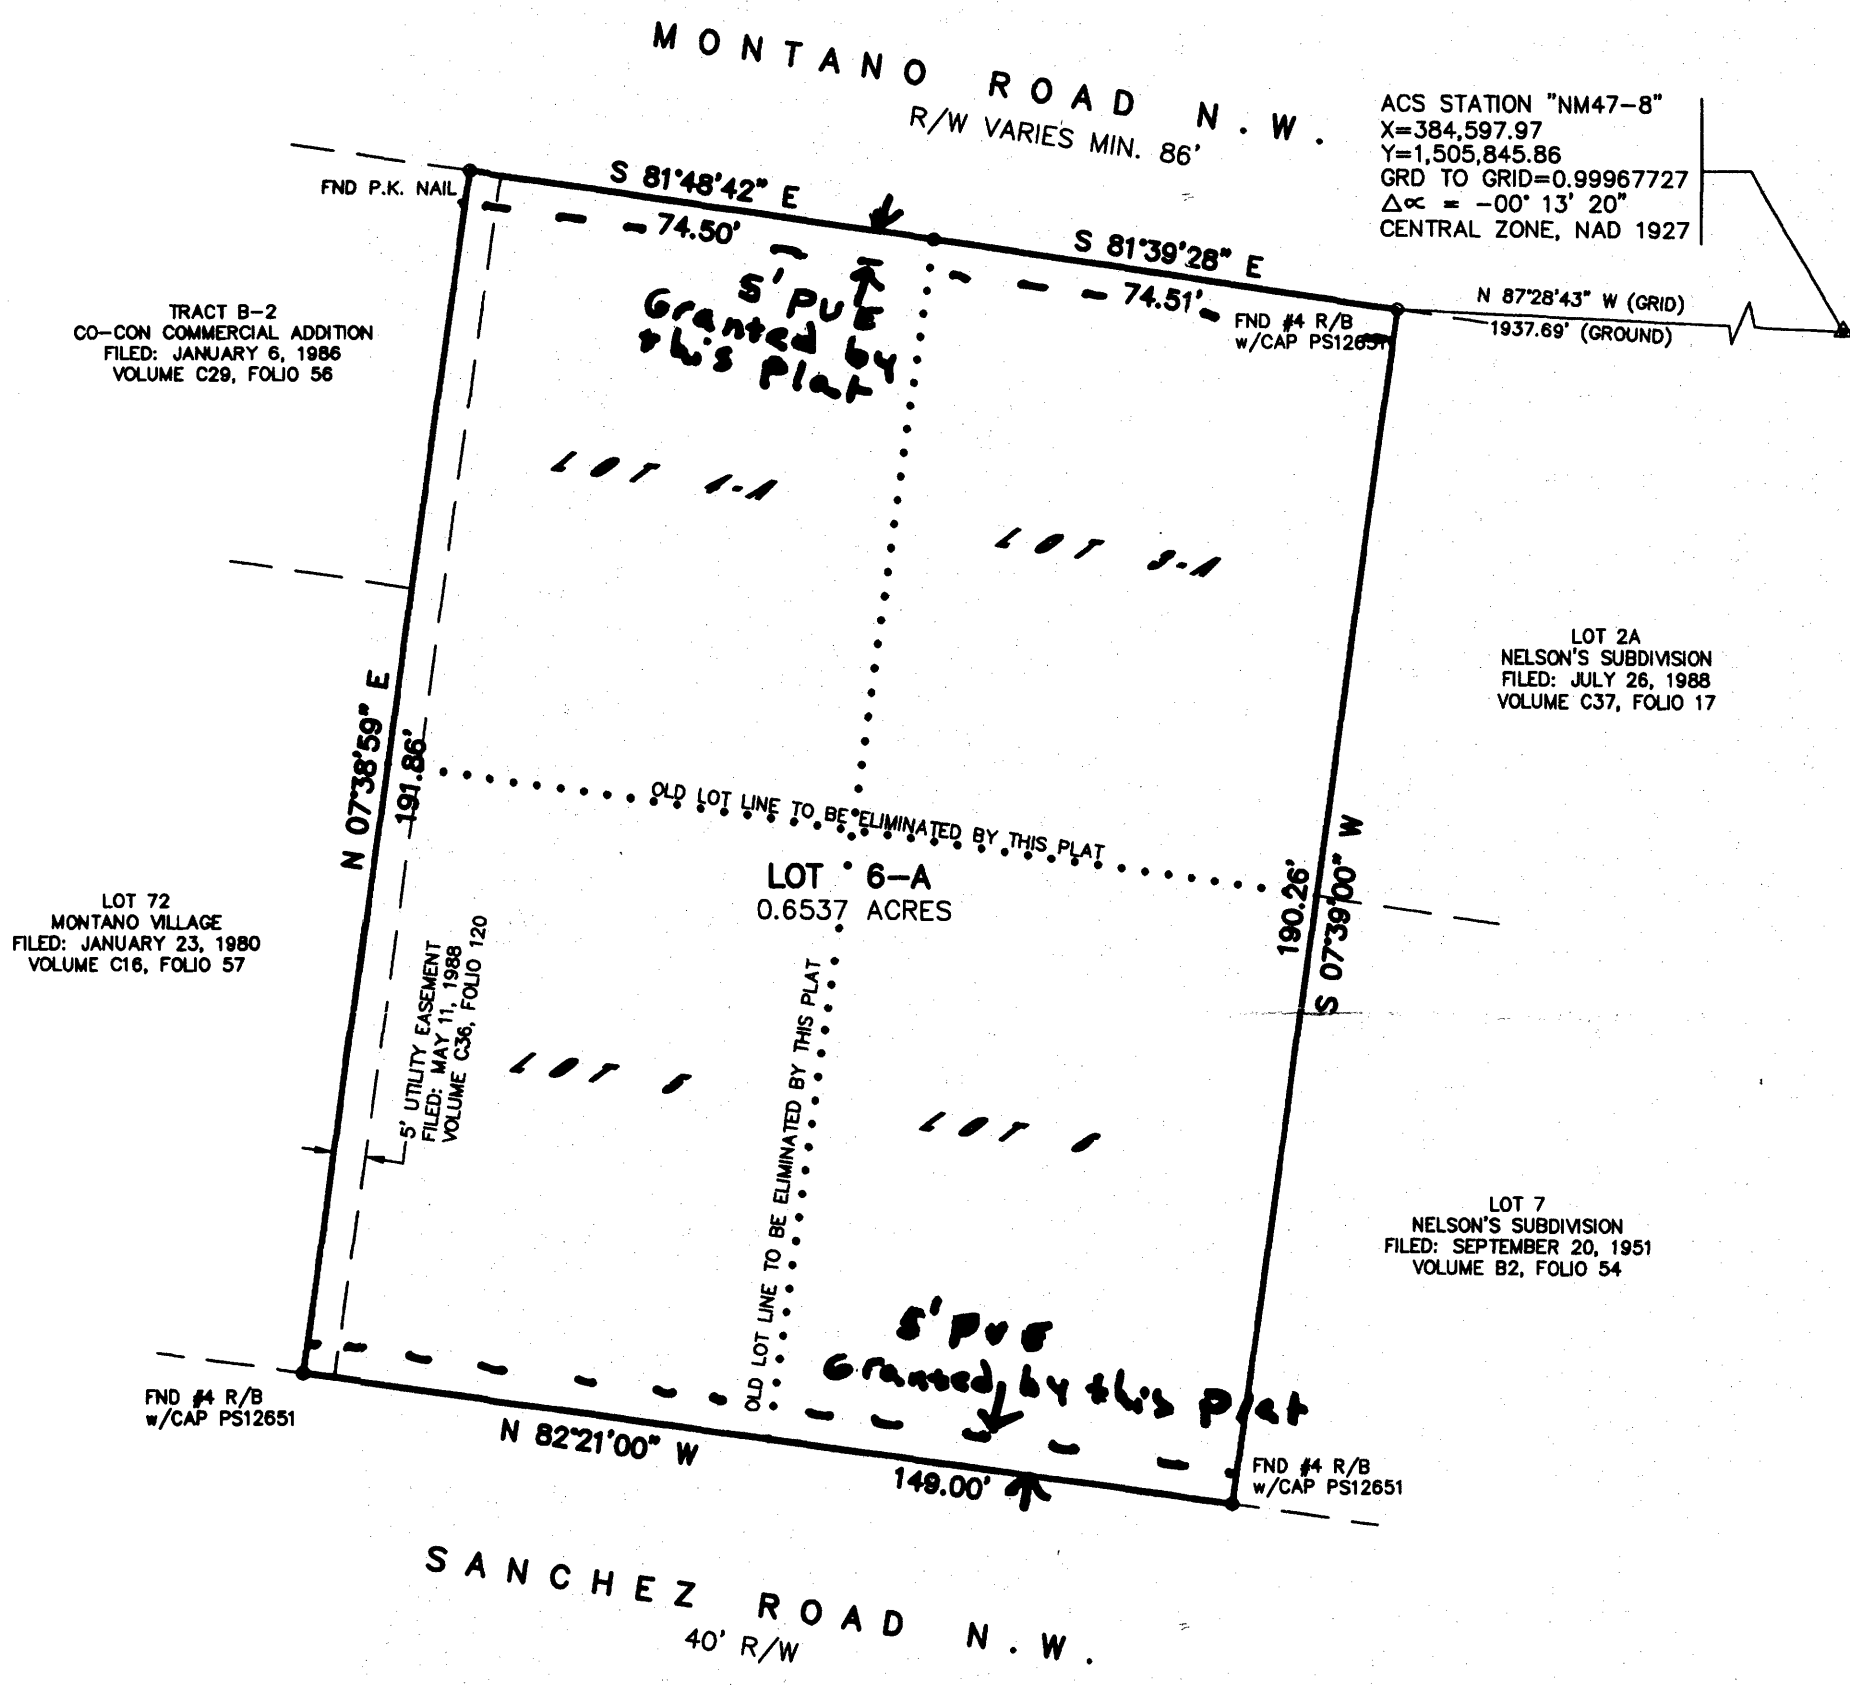 MONTANO ROAD N.W.
R/W VARIES MIN. 86'
ACS STATION "NM47-8"
X=384,597.97
Y=1,505,845.86
GRD TO GRID=0.99967727
Δ∝ = -00° 13' 20"
CENTRAL ZONE, NAD 1927
FND P.K. NAIL
S 81°48'42" E
74.50'
S 81°39'28" E
74.51'
FND #4 R/B
w/CAP PS12651
N 87°28'43" W (GRID)
1937.69' (GROUND)
5' PUE
Granted by
this Plat
TRACT B-2
CO-CON COMMERCIAL ADDITION
FILED: JANUARY 6, 1986
VOLUME C29, FOLIO 56
LOT 4-A
LOT 3-A
LOT 2A
NELSON'S SUBDIVISION
FILED: JULY 26, 1988
VOLUME C37, FOLIO 17
N 07°38'59" E
191.86'
OLD LOT LINE TO BE ELIMINATED BY THIS PLAT
LOT 6-A
0.6537 ACRES
190.26'
S 07°39'00" W
LOT 72
MONTANO VILLAGE
FILED: JANUARY 23, 1980
VOLUME C16, FOLIO 57
5' UTILITY EASEMENT
FILED: MAY 11, 1988
VOLUME C36, FOLIO 120
OLD LOT LINE TO BE ELIMINATED BY THIS PLAT
LOT 5
LOT 6
LOT 7
NELSON'S SUBDIVISION
FILED: SEPTEMBER 20, 1951
VOLUME B2, FOLIO 54
5' PUE
Granted by this Plat
FND #4 R/B
w/CAP PS12651
N 82°21'00" W
149.00'
FND #4 R/B
w/CAP PS12651
SANCHEZ ROAD N.W.
40' R/W